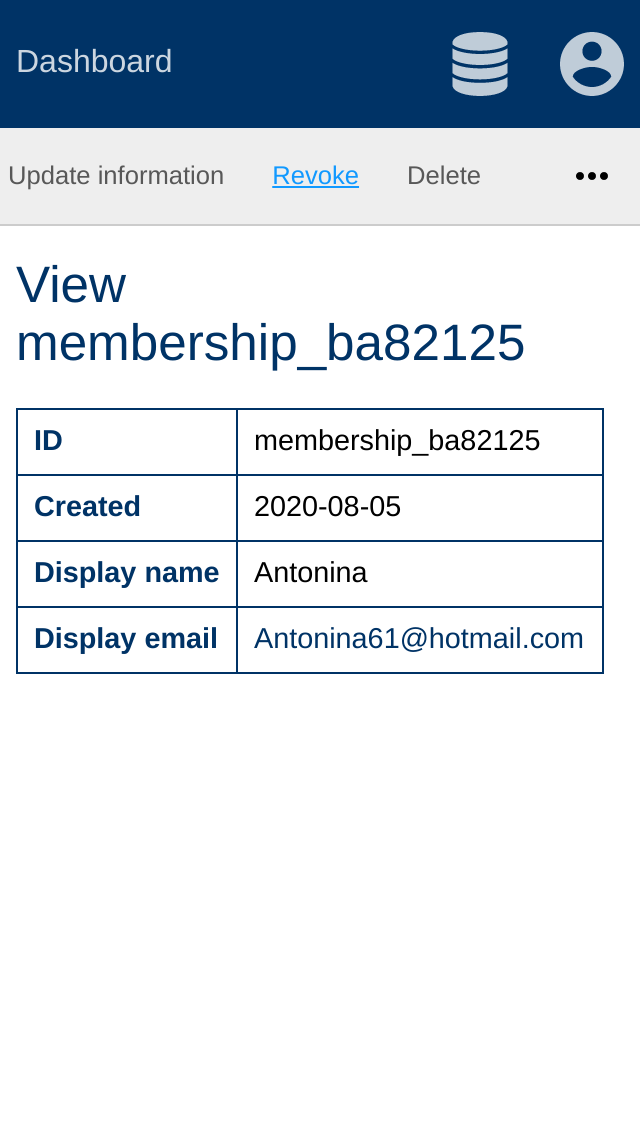 Dashboard
Update information Revoke Delete
View
membership_ba82125
ID membership_ba82125
Created 2020-08-05
Display name Antonina
Display email Antonina61@hotmail.com